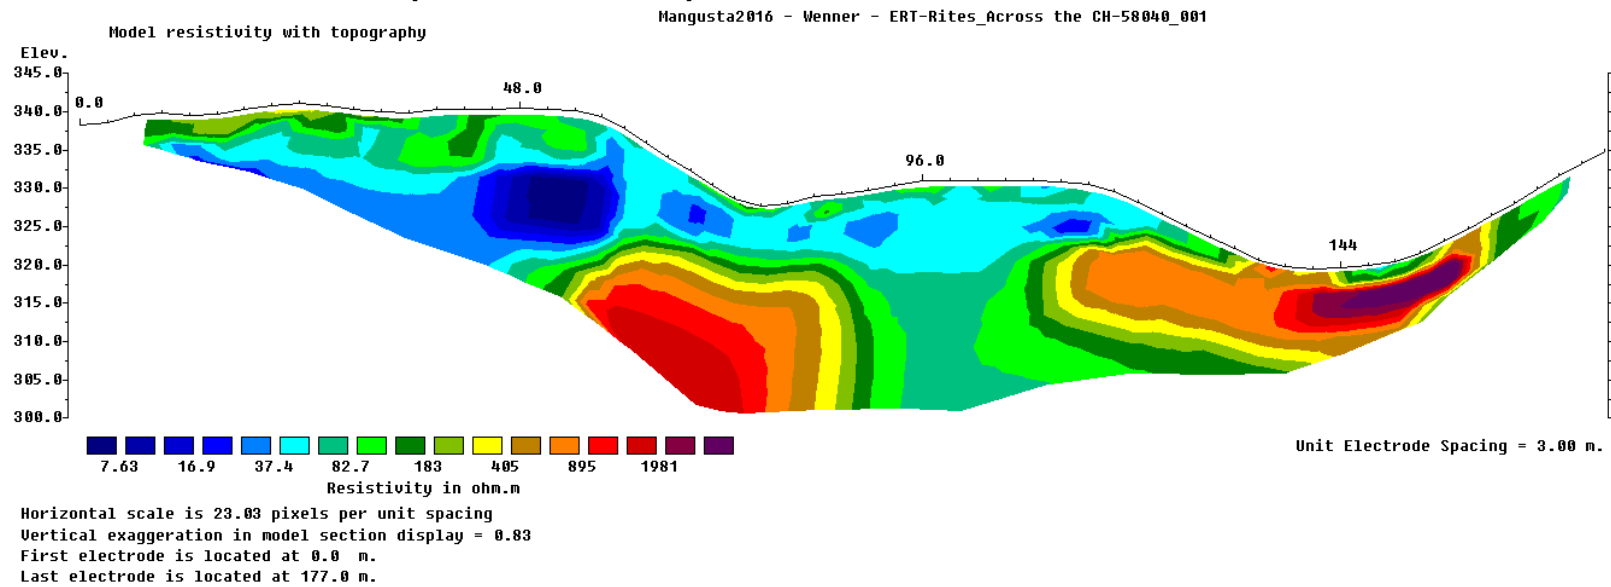 Mangusta2016 - Wenner - ERT-Rites_Across the CH-58040_001
Model resistivity with topography
Elev.
345.0
340.0
335.0
330.0
325.0
320.0
315.0
310.0
305.0
300.0
0.0
48.0
96.0
144
7.63 16.9 37.4 82.7 183 405 895 1981
Resistivity in ohm.m
Unit Electrode Spacing = 3.00 m.
Horizontal scale is 23.03 pixels per unit spacing
Vertical exaggeration in model section display = 0.83
First electrode is located at 0.0 m.
Last electrode is located at 177.0 m.